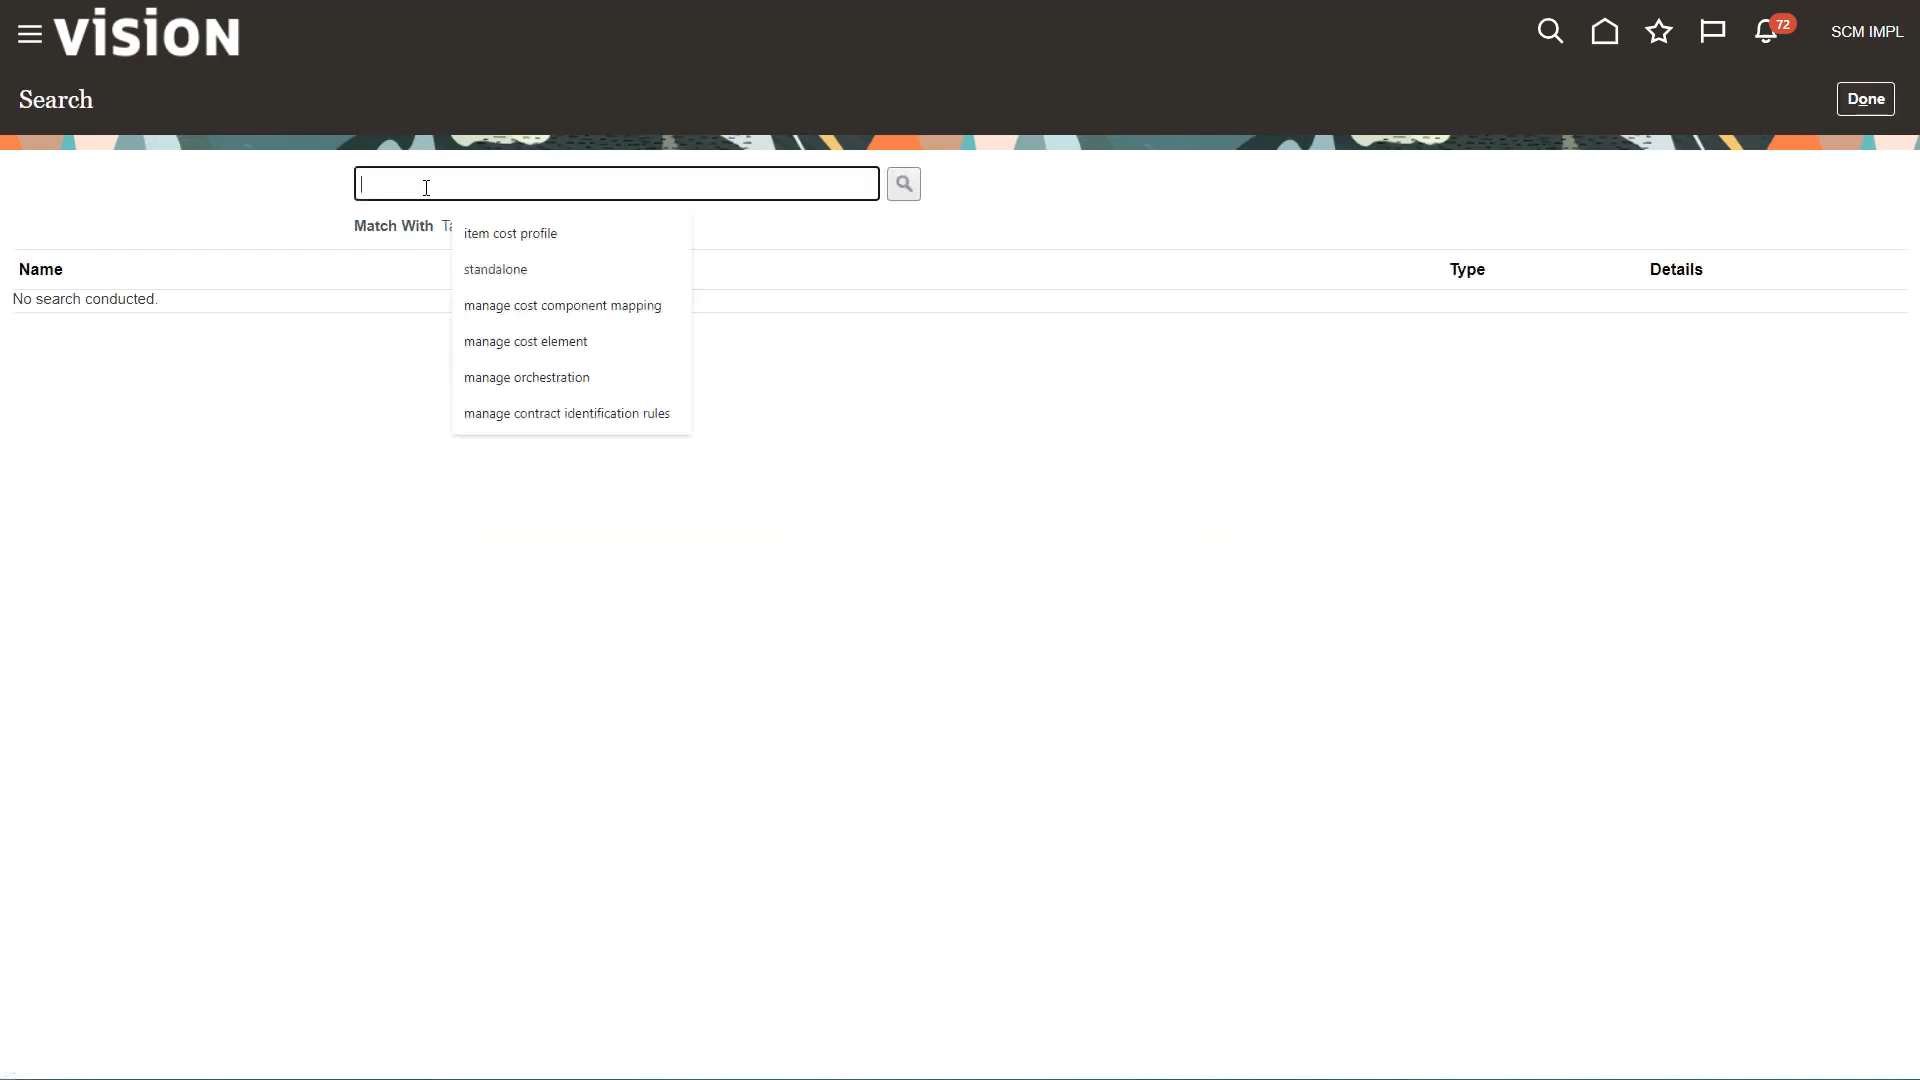 vision
72
SCM IMPL
Search
Done
Match With
item cost profile
standalone
manage cost component mapping
manage cost element
manage orchestration
manage contract identification rules
Name
Type
Details
No search conducted.